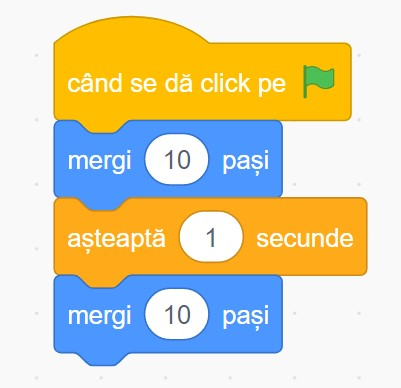 când se dă click pe
mergi 10 pași
așteaptă 1 secunde
mergi 10 pași